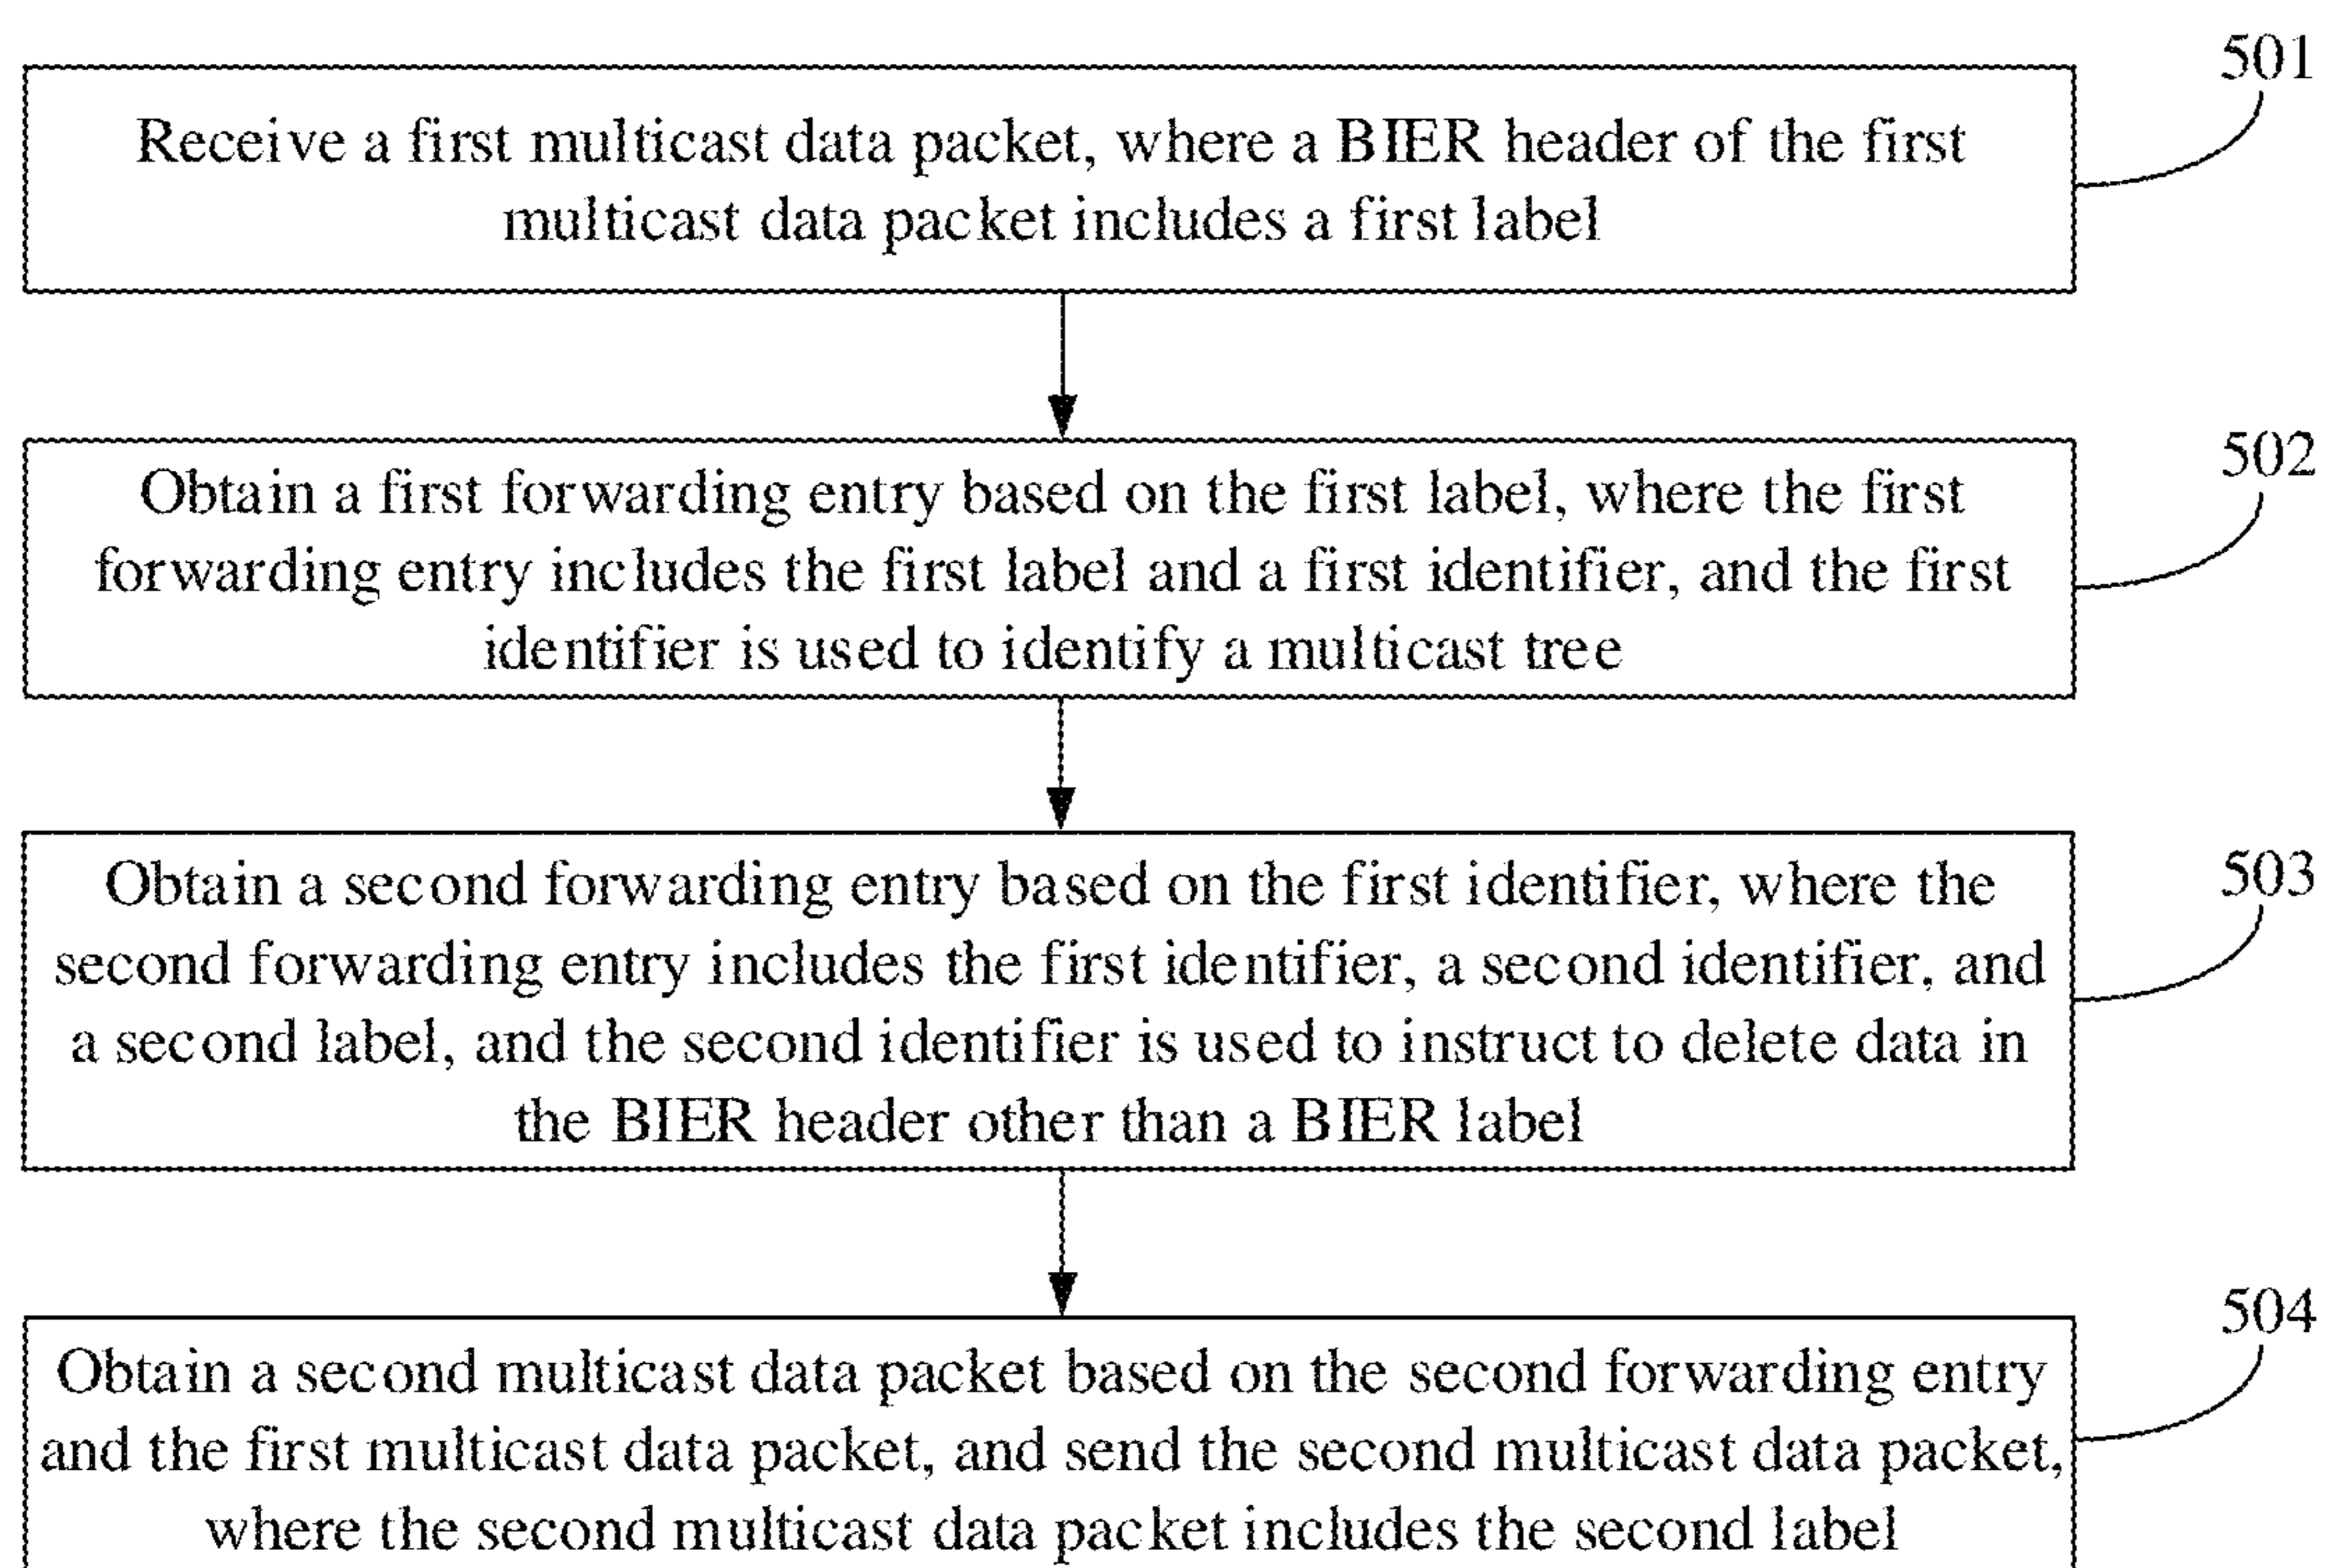 501
Receive a first multicast data packet, where a BIER header of the first
multicast data packet includes a first label
502
Obtain a first forwarding entry based on the first label, where the first
forwarding entry includes the first label and a first identifier, and the first
identifier is used to identify a multicast tree
503
Obtain a second forwarding entry based on the first identifier, where the
second forwarding entry includes the first identifier, a second identifier, and
a second label, and the second identifier is used to instruct to delete data in
the BIER header other than a BIER label
504
Obtain a second multicast data packet based on the second forwarding entry
and the first multicast data packet, and send the second multicast data packet,
where the second multicast data packet includes the second label